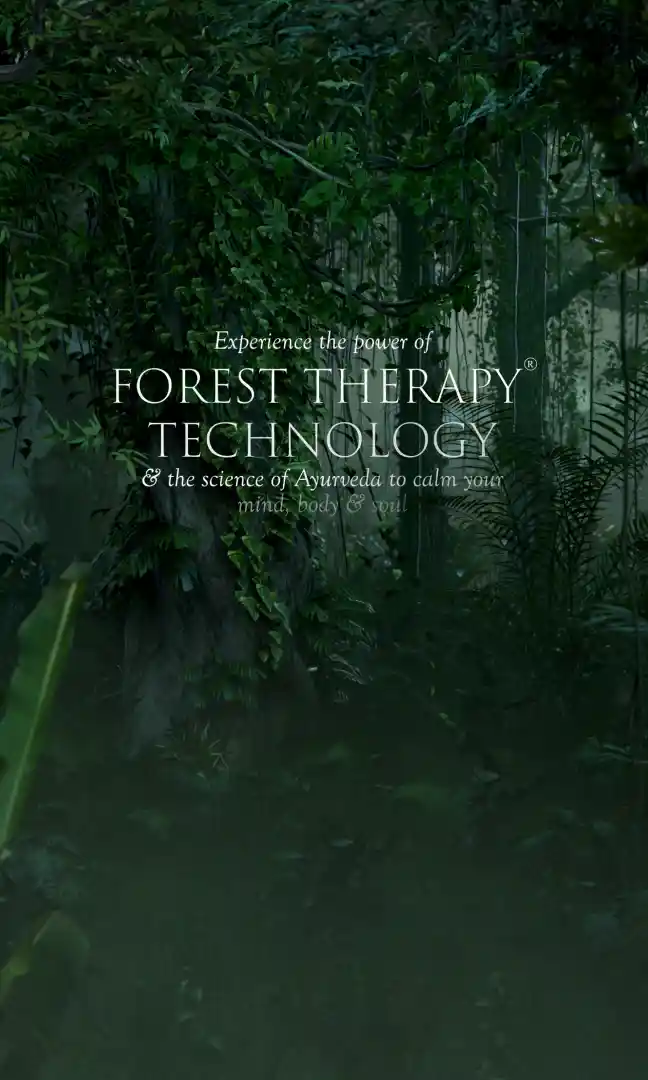 Experience the power of
FOREST THERAPY®
TECHNOLOGY
& the science of Ayurveda to calm your
mind, body & soul